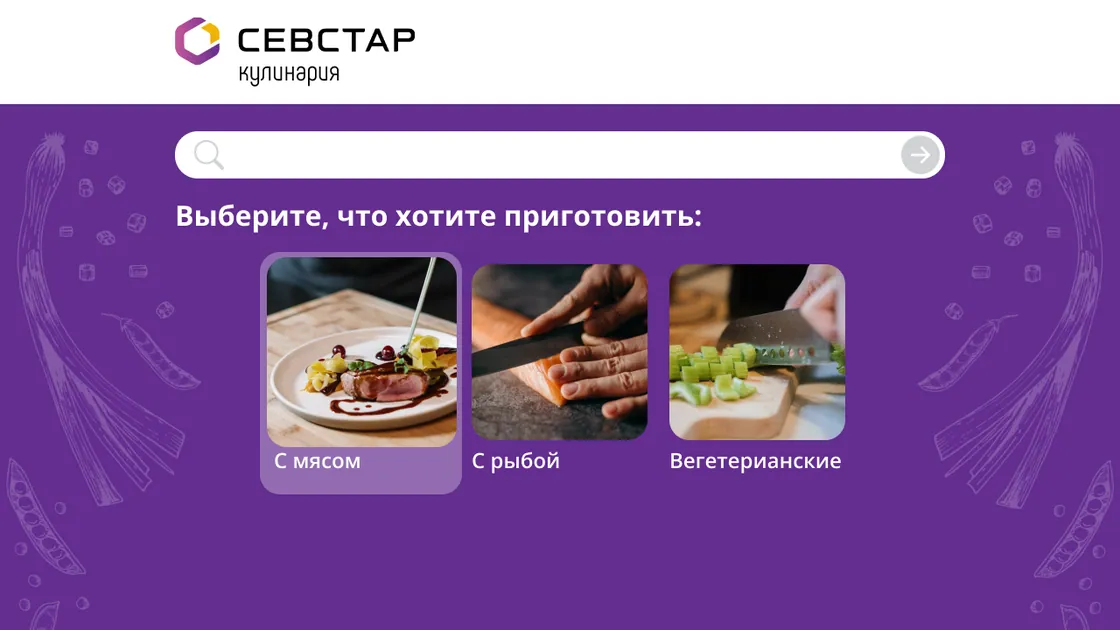 СЕВСТАР
кулинария
Выберите, что хотите приготовить:
С мясом
С рыбой
Вегетерианские